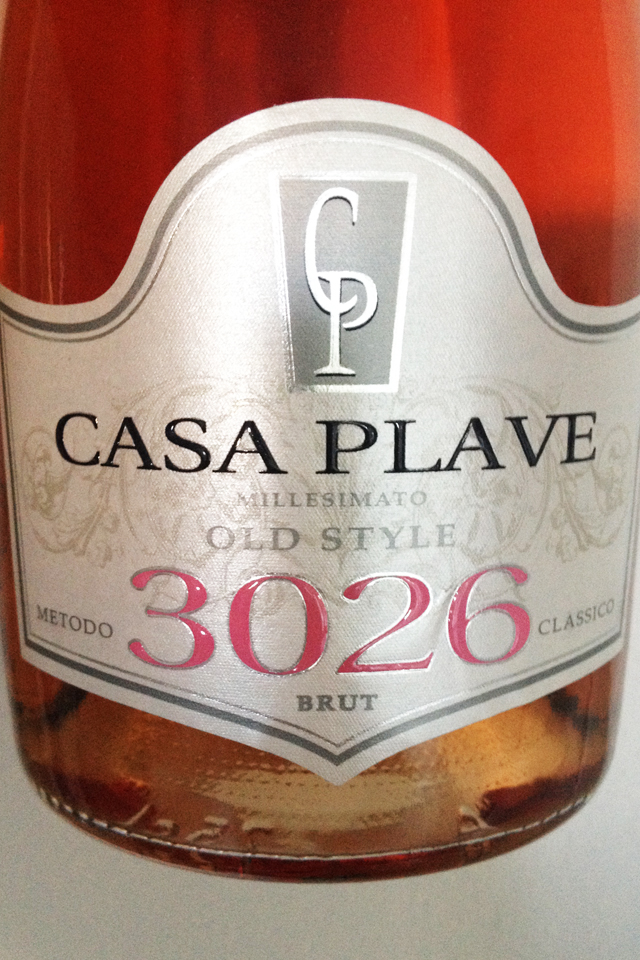 CP
CASA PLAVE
MILLESIMATO
OLD STYLE
METODO 3026 CLASSICO
BRUT